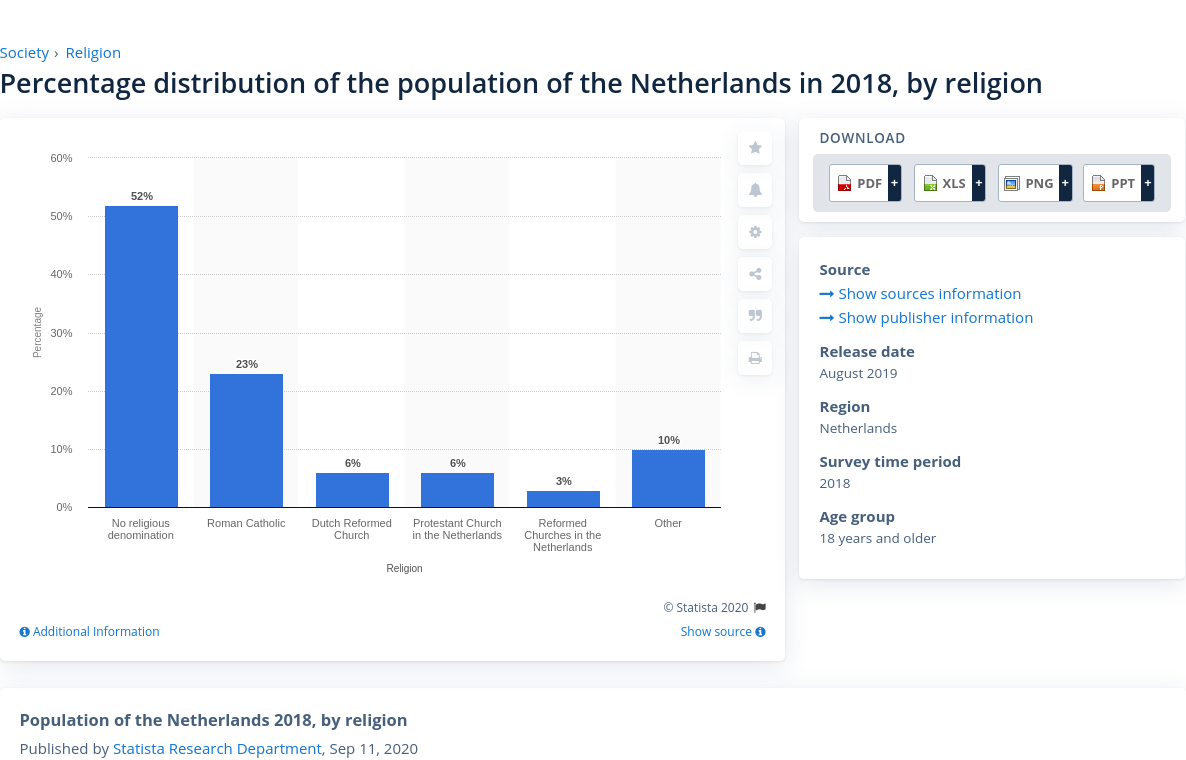 Society › Religion
Percentage distribution of the population of the Netherlands in 2018, by religion
60%
50%
40%
30%
20%
10%
0%
Percentage
52%
23%
6%
6%
3%
10%
No religious
denomination
Roman Catholic
Dutch Reformed
Church
Protestant Church
in the Netherlands
Reformed
Churches in the
Netherlands
Other
Religion
© Statista 2020
Additional Information
Show source
DOWNLOAD
PDF + XLS + PNG + PPT +
Source
Show sources information
Show publisher information
Release date
August 2019
Region
Netherlands
Survey time period
2018
Age group
18 years and older
Population of the Netherlands 2018, by religion
Published by Statista Research Department, Sep 11, 2020